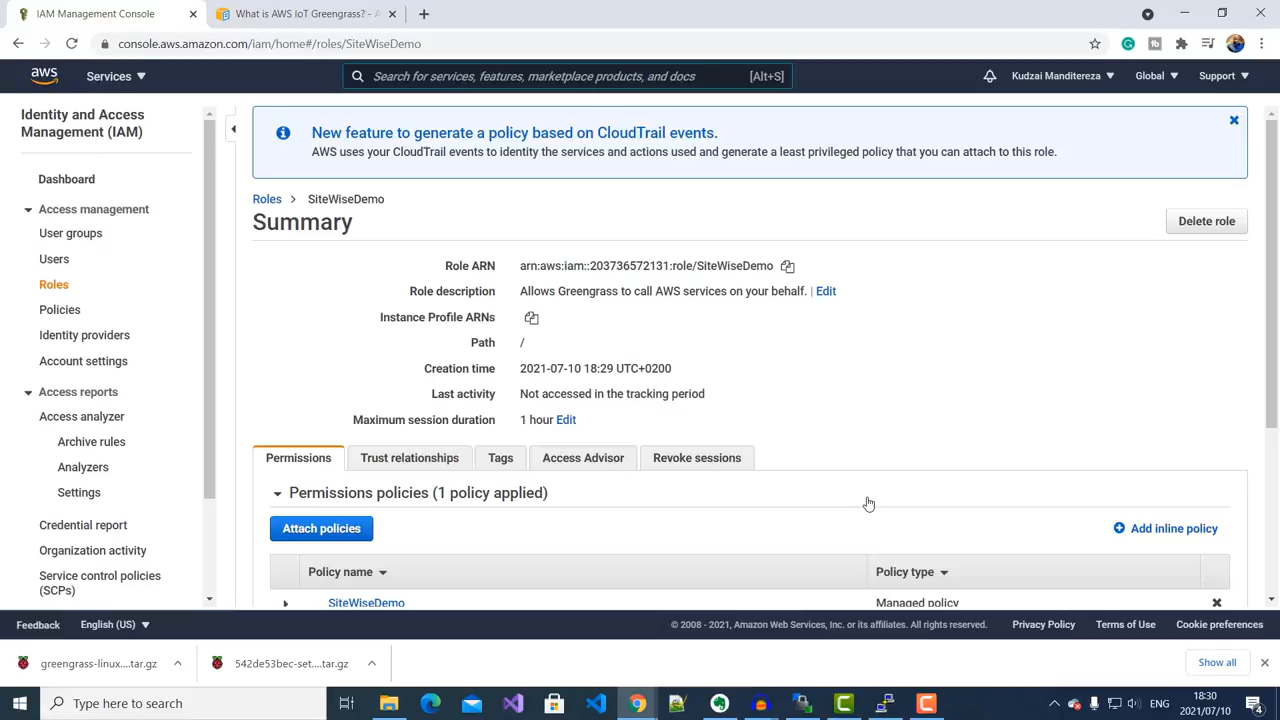 IAM Management Console
What is AWS IoT Greengrass? - A
console.aws.amazon.com/iam/home#/roles/SiteWiseDemo
aws
Services
Search for services, features, marketplace products, and docs
[Alt+S]
Kudzai Manditereza
Global
Support
Identity and Access
Management (IAM)
Dashboard
Access management
User groups
Users
Roles
Policies
Identity providers
Account settings
Access reports
Access analyzer
Archive rules
Analyzers
Settings
Credential report
Organization activity
Service control policies
(SCPs)
New feature to generate a policy based on CloudTrail events.
AWS uses your CloudTrail events to identify the services and actions used and generate a least privileged policy that you can attach to this role.
Roles > SiteWiseDemo
Summary
Delete role
Role ARN arn:aws:iam::203736572131:role/SiteWiseDemo
Role description Allows Greengrass to call AWS services on your behalf. | Edit
Instance Profile ARNs
Path /
Creation time 2021-07-10 18:29 UTC+0200
Last activity Not accessed in the tracking period
Maximum session duration 1 hour Edit
Permissions Trust relationships Tags Access Advisor Revoke sessions
Permissions policies (1 policy applied)
Attach policies
Add inline policy
Policy name Policy type
SiteWiseDemo Managed policy
Feedback English (US) © 2008 - 2021, Amazon Web Services, Inc. or its affiliates. All rights reserved. Privacy Policy Terms of Use Cookie preferences
greengrass-linux....tar.gz
542de53bec-set....tar.gz
Show all
Type here to search
ENG
18:30
2021/07/10
4